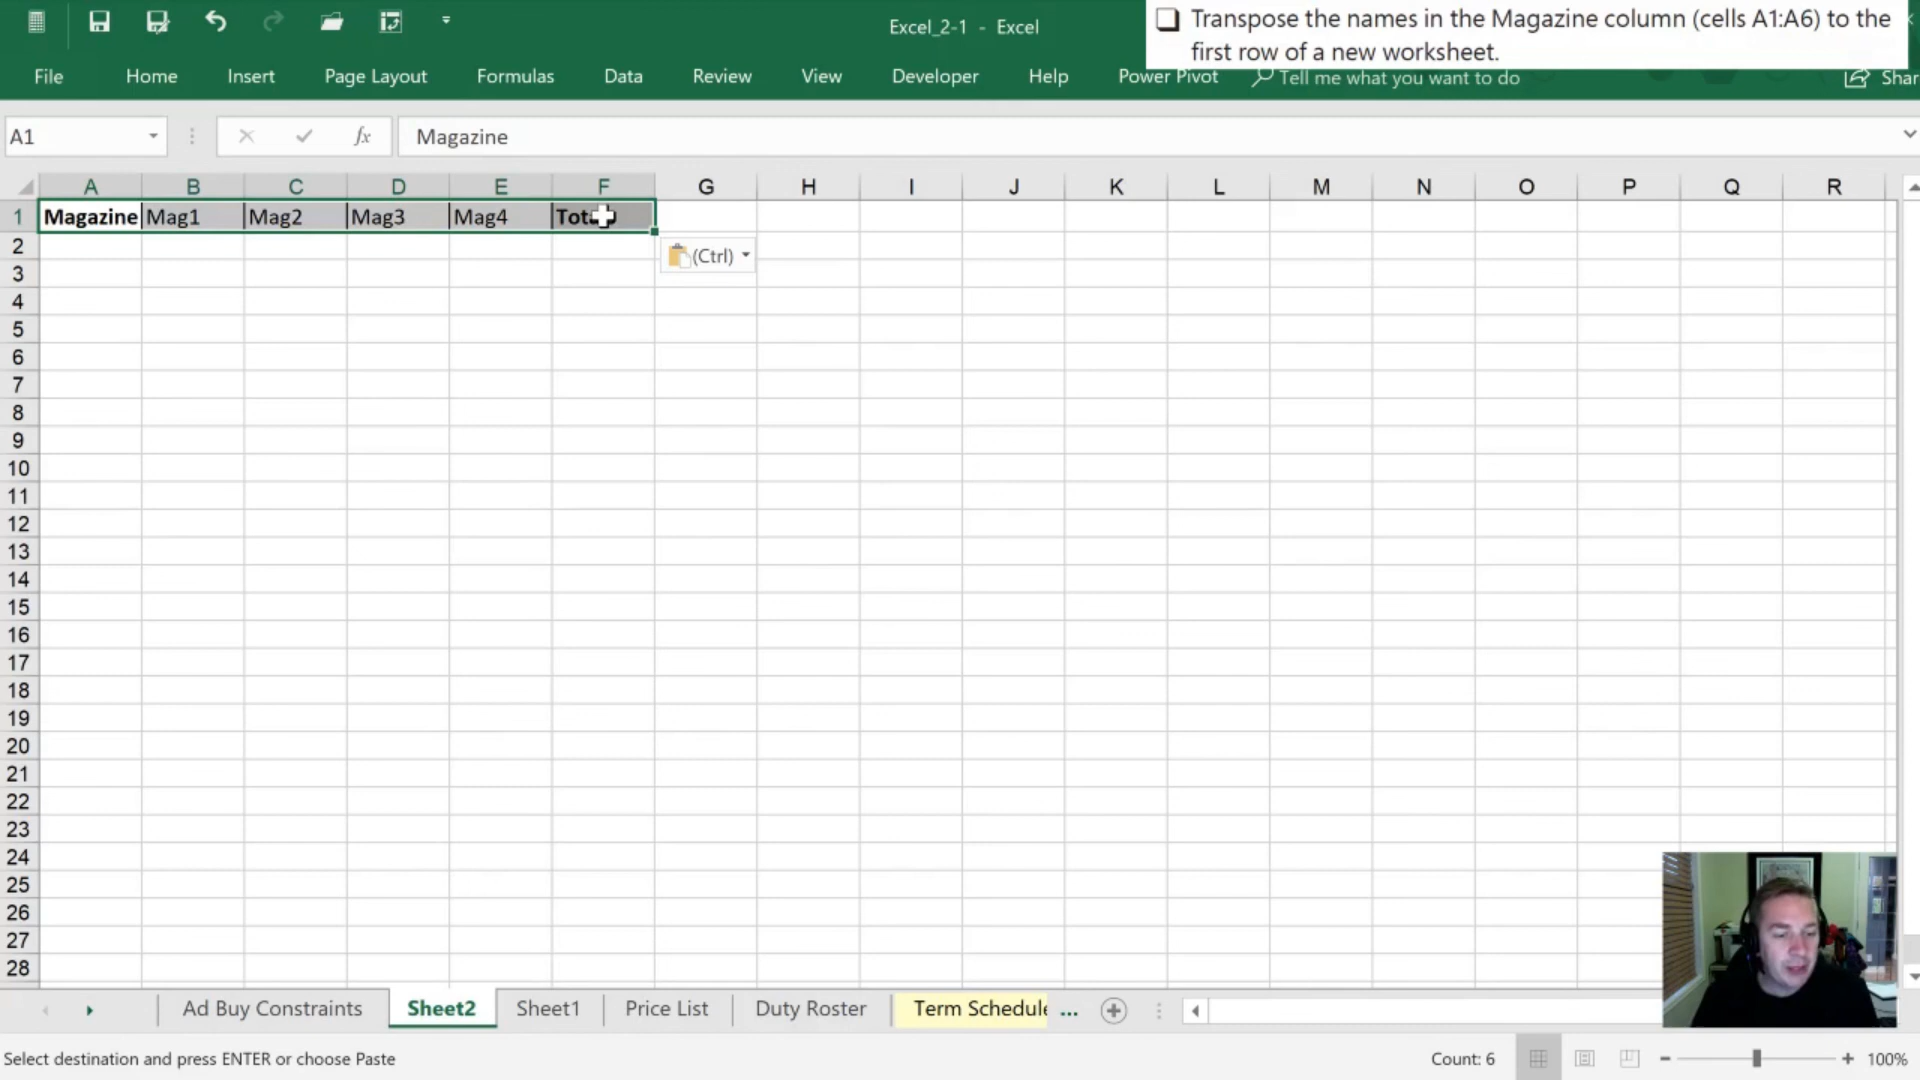 Excel_2-1 - Excel
Transpose the names in the Magazine column (cells A1:A6) to the
first row of a new worksheet.
File Home Insert Page Layout Formulas Data Review View Developer Help Power Pivot Tell me what you want to do Shar
A1 fx Magazine
A B C D E F G H I J K L M N O P Q R
1 Magazine Mag1 Mag2 Mag3 Mag4
2 (Ctrl)
3
4
5
6
7
8
9
10
11
12
13
14
15
16
17
18
19
20
21
22
23
24
25
26
27
28
Ad Buy Constraints Sheet2 Sheet1 Price List Duty Roster Term Schedule ...
Select destination and press ENTER or choose Paste Count: 6 100%